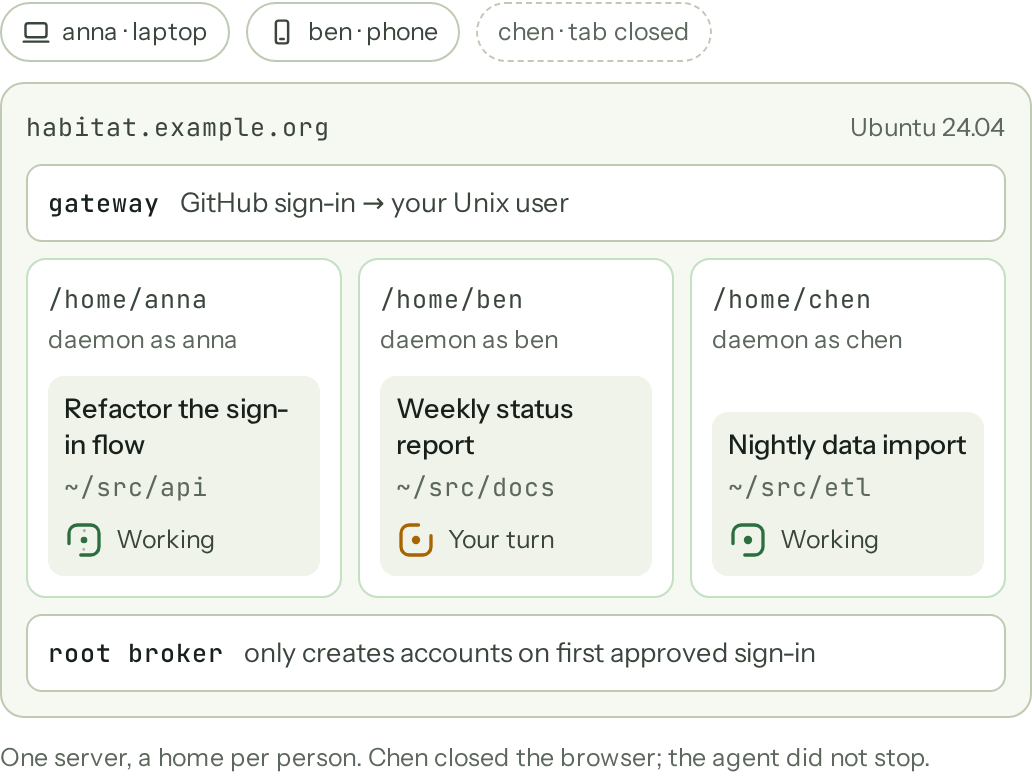 anna · laptop
ben · phone
chen · tab closed
habitat.example.org
Ubuntu 24.04
gateway GitHub sign-in → your Unix user
/home/anna
daemon as anna
Refactor the sign-
in flow
~/src/api
Working
/home/ben
daemon as ben
Weekly status
report
~/src/docs
Your turn
/home/chen
daemon as chen
Nightly data import
~/src/etl
Working
root broker only creates accounts on first approved sign-in
One server, a home per person. Chen closed the browser; the agent did not stop.